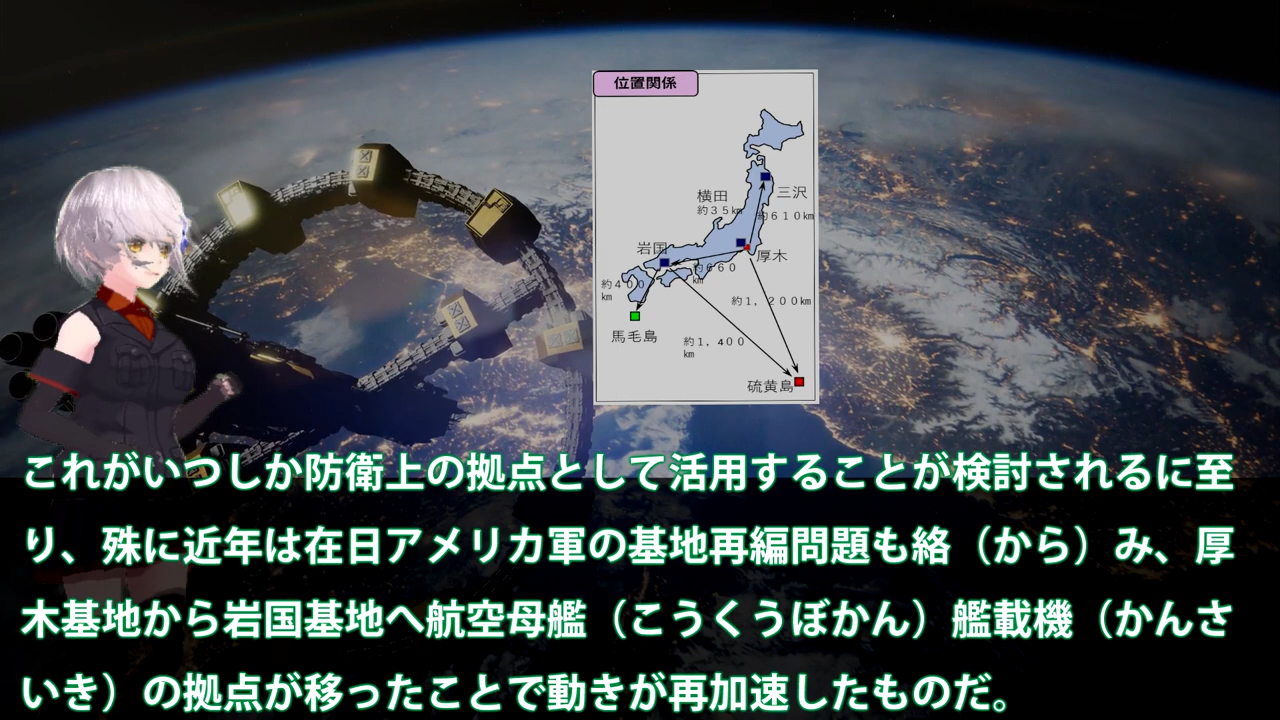 位置関係
三沢
横田
約35km
約610km
岩国
厚木
約660
km
約400
km
約1,200km
馬毛島
約1,400
km
硫黄島
これがいつしか防衛上の拠点として活用することが検討されるに至
り、殊に近年は在日アメリカ軍の基地再編問題も絡（から）み、厚
木基地から岩国基地へ航空母艦（こうくうぼかん）艦載機（かんさ
いき）の拠点が移ったことで動きが再加速したものだ。